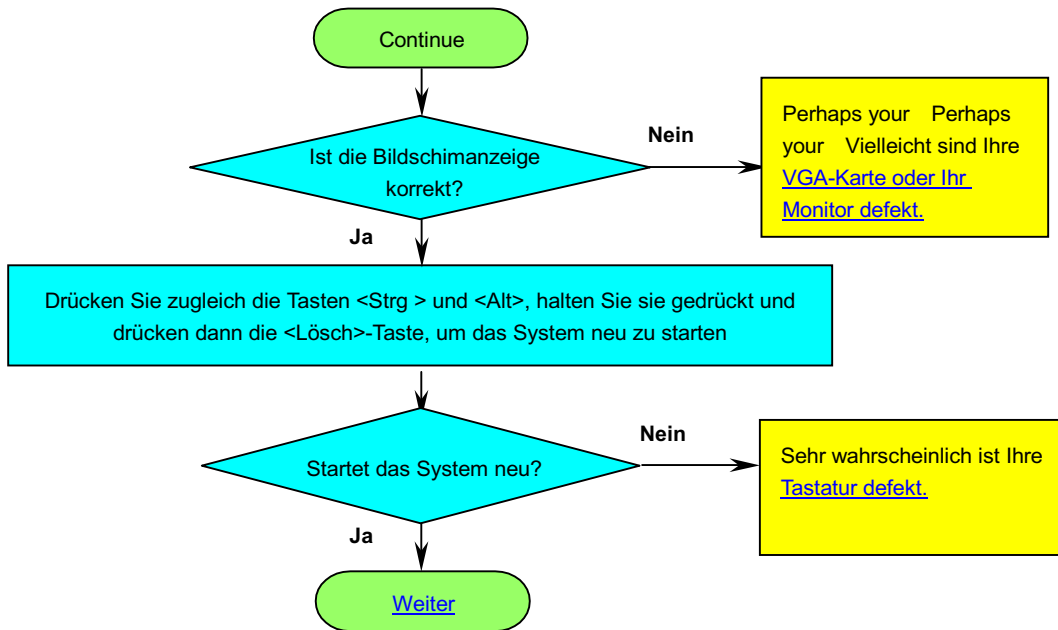 Continue
Ist die Bildschimanzeige
korrekt?
Nein
Perhaps your Perhaps
your Vielleicht sind Ihre
VGA-Karte oder Ihr
Monitor defekt.
Ja
Drücken Sie zugleich die Tasten <Strg > und <Alt>, halten Sie sie gedrückt und
drücken dann die <Lösch>-Taste, um das System neu zu starten
Startet das System neu?
Nein
Sehr wahrscheinlich ist Ihre
Tastatur defekt.
Ja
Weiter